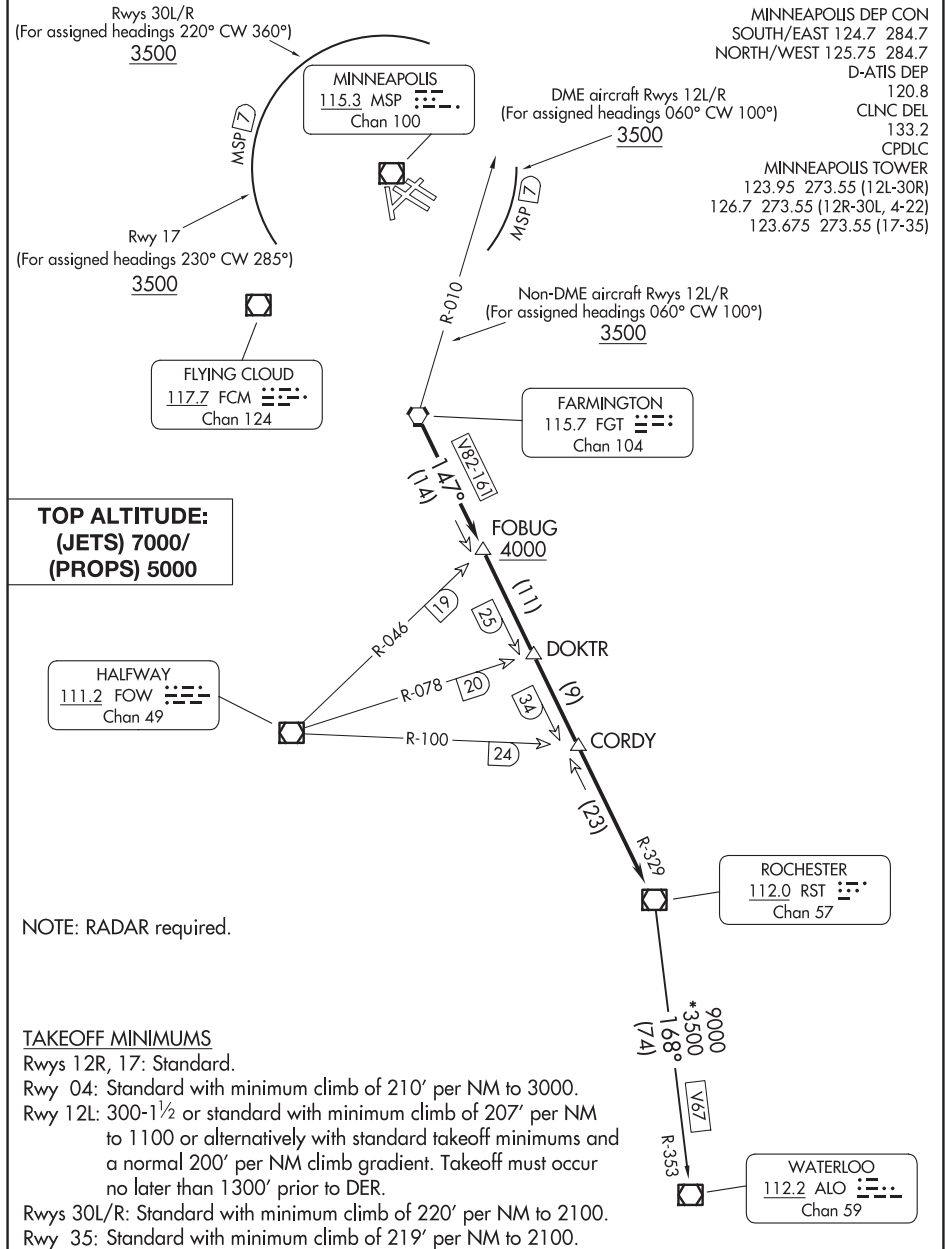 Rwys 30L/R
(For assigned headings 220° CW 360°)
3500
MINNEAPOLIS
115.3 MSP
Chan 100
MSP 7
DME aircraft Rwys 12L/R
(For assigned headings 060° CW 100°)
3500
MSP 7
MINNEAPOLIS DEP CON
SOUTH/EAST 124.7 284.7
NORTH/WEST 125.75 284.7
D-ATIS DEP
120.8
CLNC DEL
133.2
CPDLC
MINNEAPOLIS TOWER
123.95 273.55 (12L-30R)
126.7 273.55 (12R-30L, 4-22)
123.675 273.55 (17-35)
Rwy 17
(For assigned headings 230° CW 285°)
3500
R-010
Non-DME aircraft Rwys 12L/R
(For assigned headings 060° CW 100°)
3500
FLYING CLOUD
117.7 FCM
Chan 124
FARMINGTON
115.7 FGT
Chan 104
V82-161
147°
(14)
TOP ALTITUDE:
(JETS) 7000/
(PROPS) 5000
FOBUG
4000
(11)
R-046
19
25
DOKTR
HALFWAY
111.2 FOW
Chan 49
R-078
20
(9)
34
R-100
24
CORDY
(23)
R-329
ROCHESTER
112.0 RST
Chan 57
NOTE: RADAR required.
9000
*3500
168°
(74)
V67
R-353
WATERLOO
112.2 ALO
Chan 59
TAKEOFF MINIMUMS
Rwys 12R, 17: Standard.
Rwy 04: Standard with minimum climb of 210' per NM to 3000.
Rwy 12L: 300-1½ or standard with minimum climb of 207' per NM
to 1100 or alternatively with standard takeoff minimums and
a normal 200' per NM climb gradient. Takeoff must occur
no later than 1300' prior to DER.
Rwys 30L/R: Standard with minimum climb of 220' per NM to 2100.
Rwy 35: Standard with minimum climb of 219' per NM to 2100.